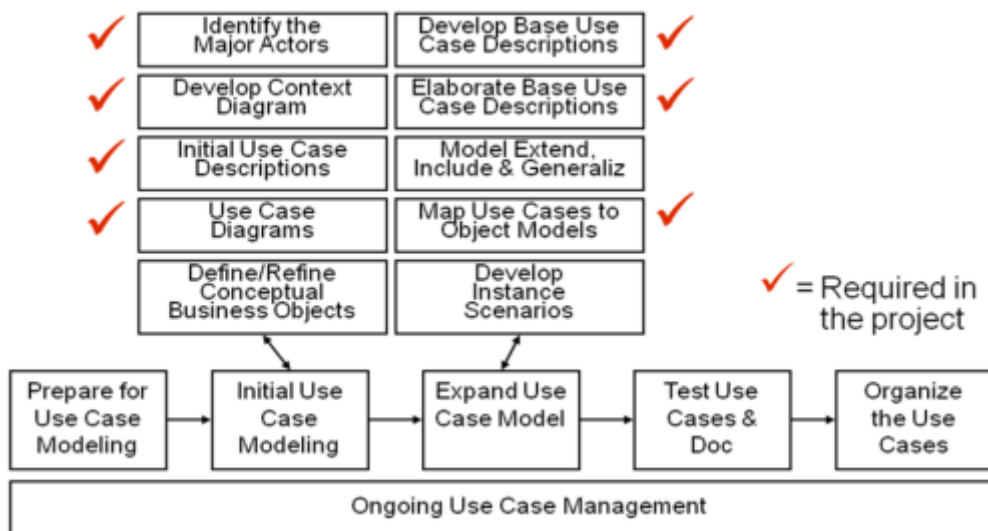 Identify the
Major Actors
Develop Context
Diagram
Initial Use Case
Descriptions
Use Case
Diagrams
Define/Refine
Conceptual
Business Objects
Develop Base Use
Case Descriptions
Elaborate Base Use
Case Descriptions
Model Extend,
Include & Generaliz
Map Use Cases to
Object Models
Develop
Instance
Scenarios
= Required in
the project
Prepare for
Use Case
Modeling
Initial Use
Case
Modeling
Expand Use
Case Model
Test Use
Cases &
Doc
Organize
the Use
Cases
Ongoing Use Case Management